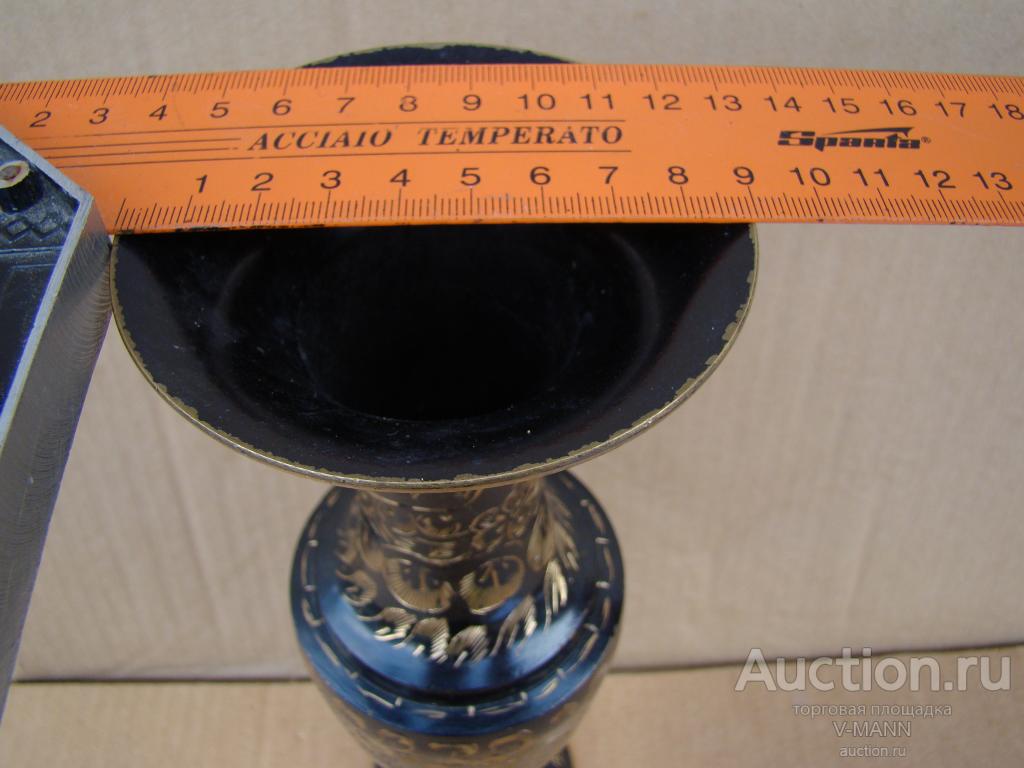 2 3 4 5 6 7 8 9 10 11 12 13 14 15 16 17 18
ACCIAIO TEMPERATO
Sparta®
1 2 3 4 5 6 7 8 9 10 11 12 13
Auction.ru
торговая площадка
V-MANN
auction.ru